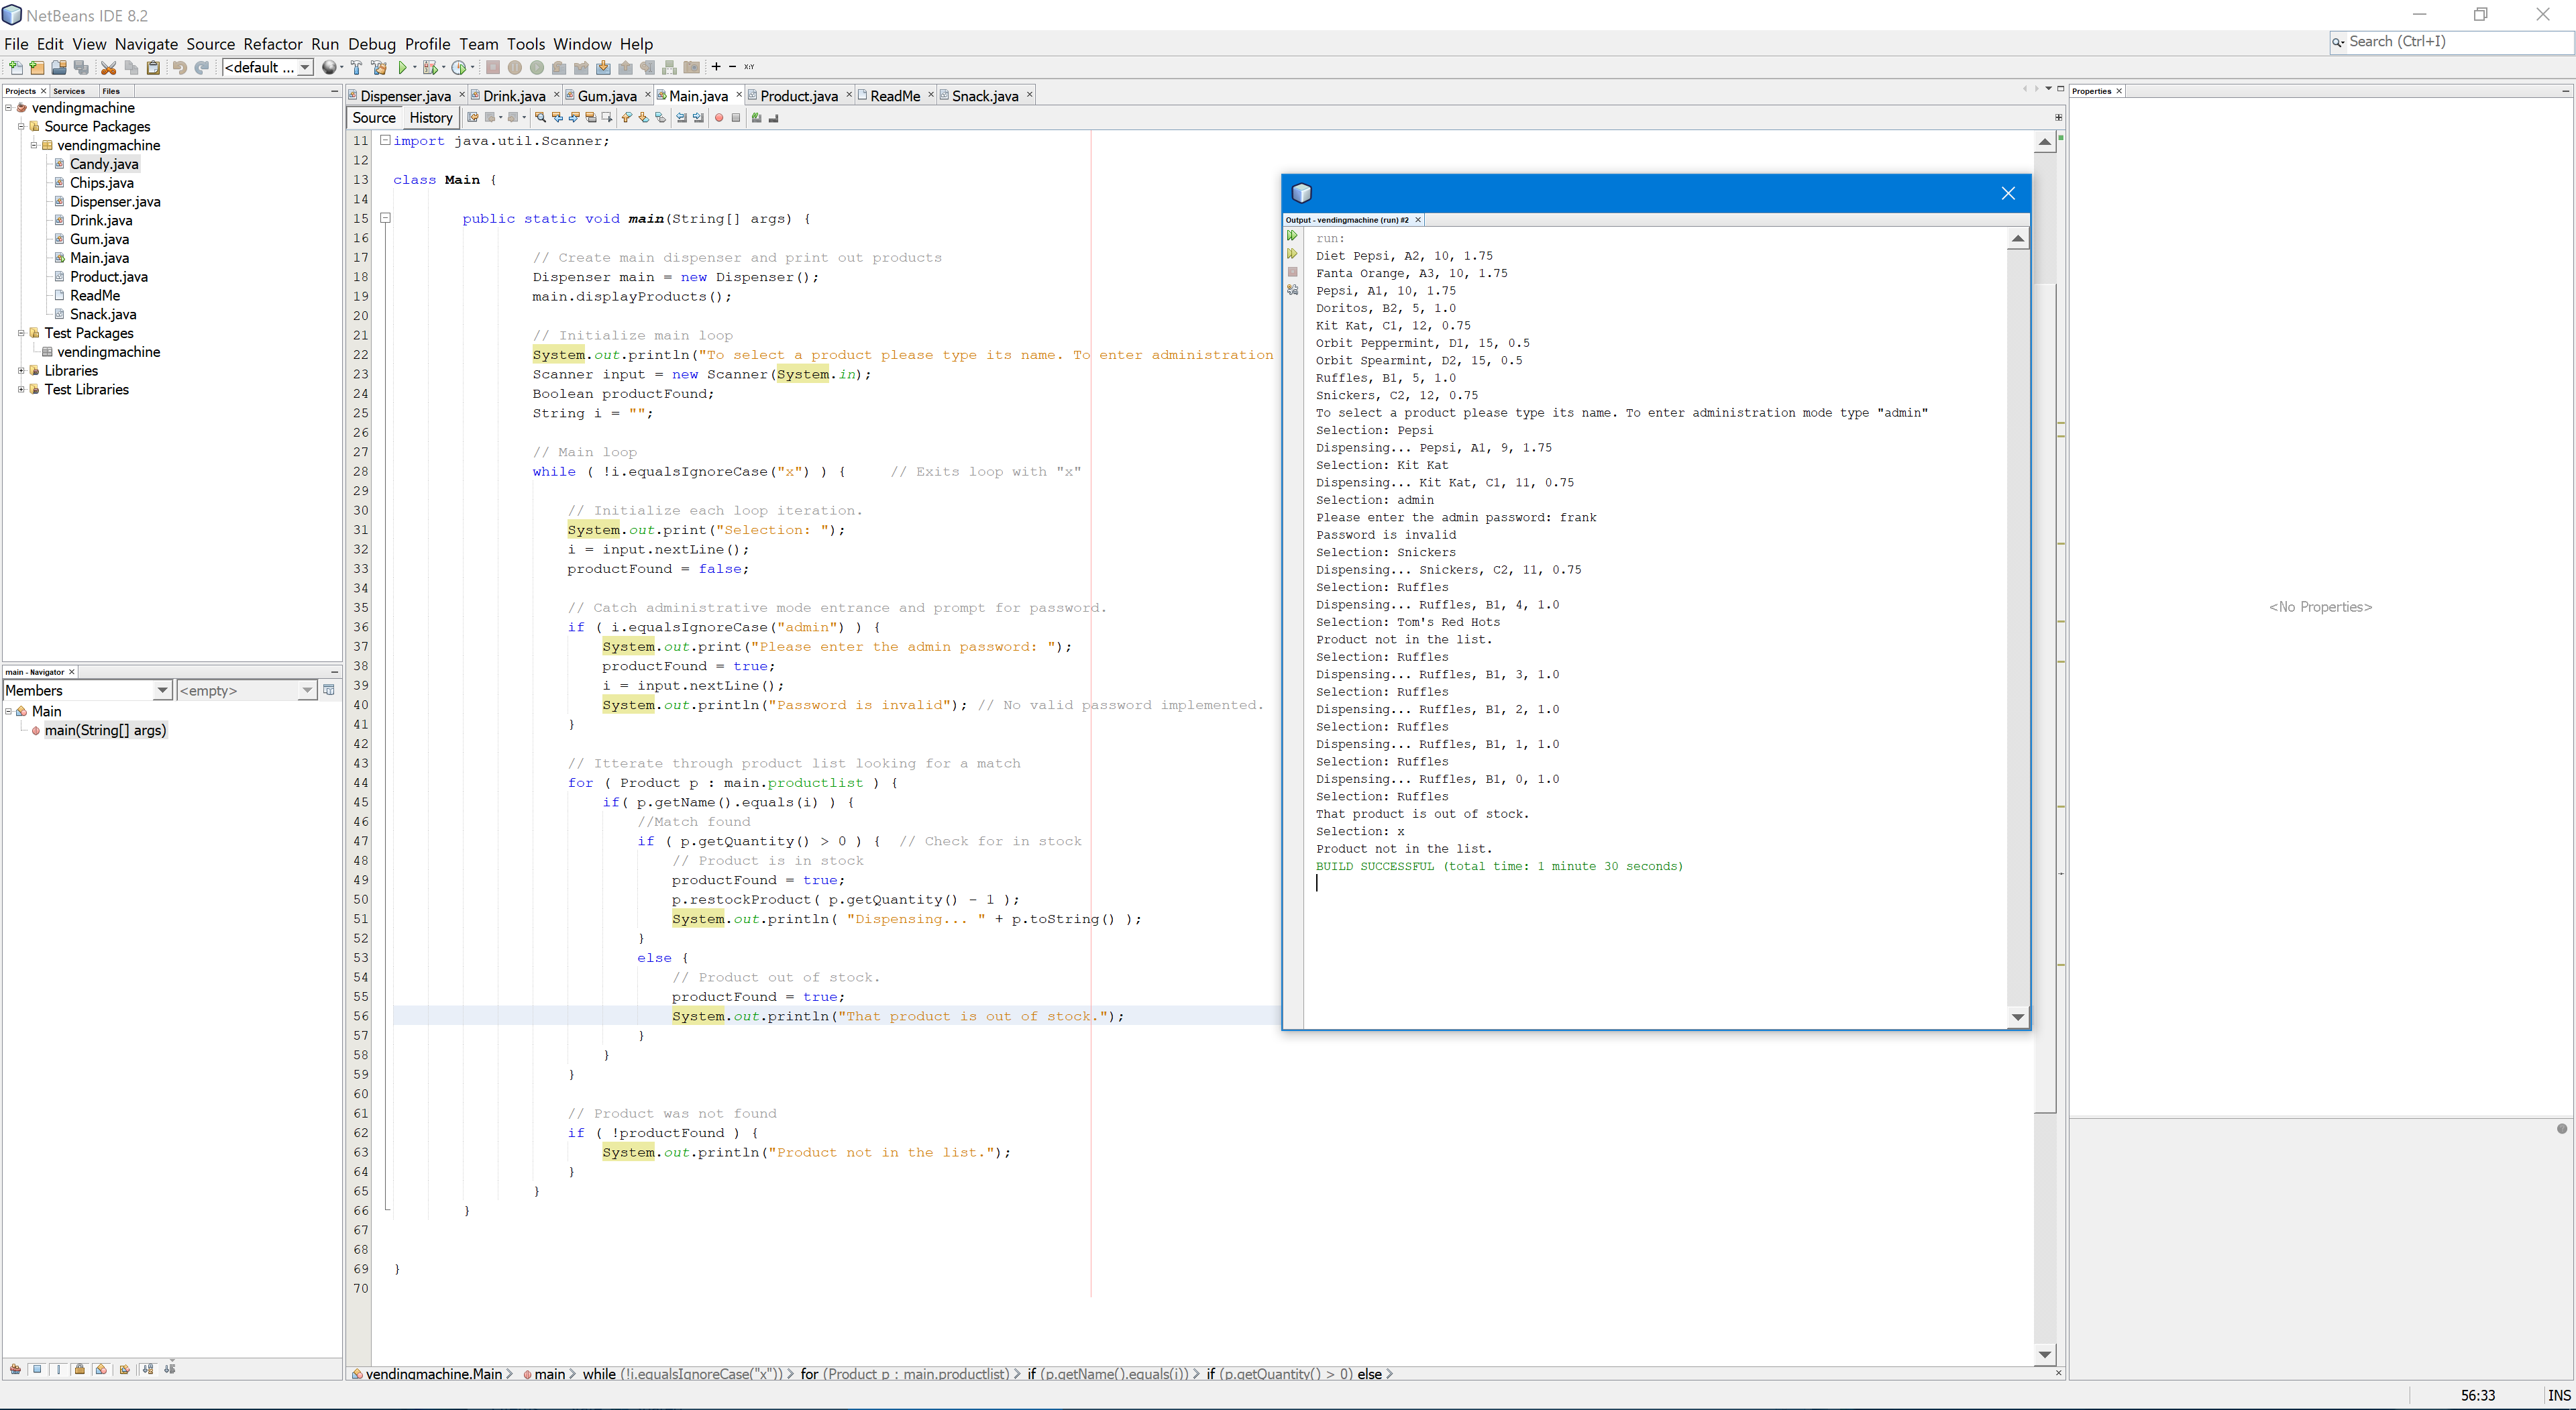 NetBeans IDE 8.2
File Edit View Navigate Source Refactor Run Debug Profile Team Tools Window Help
Search (Ctrl+I)
<default ...
Projects Services Files
vendingmachine
Source Packages
vendingmachine
Candy.java
Chips.java
Dispenser.java
Drink.java
Gum.java
Main.java
Product.java
ReadMe
Snack.java
Test Packages
vendingmachine
Libraries
Test Libraries
main - Navigator
Members <empty>
Main
main(String[] args)
Dispenser.java Drink.java Gum.java Main.java Product.java ReadMe Snack.java
Source History
11 import java.util.Scanner;
12
13 class Main {
14
15 public static void main(String[] args) {
16
17 // Create main dispenser and print out products
18 Dispenser main = new Dispenser();
19 main.displayProducts();
20
21 // Initialize main loop
22 System.out.println("To select a product please type its name. To enter administration
23 Scanner input = new Scanner(System.in);
24 Boolean productFound;
25 String i = "";
26
27 // Main loop
28 while ( !i.equalsIgnoreCase("x") ) { // Exits loop with "x"
29
30 // Initialize each loop iteration.
31 System.out.print("Selection: ");
32 i = input.nextLine();
33 productFound = false;
34
35 // Catch administrative mode entrance and prompt for password.
36 if ( i.equalsIgnoreCase("admin") ) {
37 System.out.print("Please enter the admin password: ");
38 productFound = true;
39 i = input.nextLine();
40 System.out.println("Password is invalid"); // No valid password implemented.
41 }
42
43 // Itterate through product list looking for a match
44 for ( Product p : main.productlist ) {
45 if( p.getName().equals(i) ) {
46 //Match found
47 if ( p.getQuantity() > 0 ) { // Check for in stock
48 // Product is in stock
49 productFound = true;
50 p.restockProduct( p.getQuantity() - 1 );
51 System.out.println( "Dispensing... " + p.toString() );
52 }
53 else {
54 // Product out of stock.
55 productFound = true;
56 System.out.println("That product is out of stock.");
57 }
58 }
59 }
60
61 // Product was not found
62 if ( !productFound ) {
63 System.out.println("Product not in the list.");
64 }
65 }
66 }
67
68
69 }
70
vendingmachine.Main main while (!i.equalsIgnoreCase("x")) for (Product p : main.productlist) if (p.getName().equals(i)) if (p.getQuantity() > 0) else
Output - vendingmachine (run) #2
run:
Diet Pepsi, A2, 10, 1.75
Fanta Orange, A3, 10, 1.75
Pepsi, A1, 10, 1.75
Doritos, B2, 5, 1.0
Kit Kat, C1, 12, 0.75
Orbit Peppermint, D1, 15, 0.5
Orbit Spearmint, D2, 15, 0.5
Ruffles, B1, 5, 1.0
Snickers, C2, 12, 0.75
To select a product please type its name. To enter administration mode type "admin"
Selection: Pepsi
Dispensing... Pepsi, A1, 9, 1.75
Selection: Kit Kat
Dispensing... Kit Kat, C1, 11, 0.75
Selection: admin
Please enter the admin password: frank
Password is invalid
Selection: Snickers
Dispensing... Snickers, C2, 11, 0.75
Selection: Ruffles
Dispensing... Ruffles, B1, 4, 1.0
Selection: Tom's Red Hots
Product not in the list.
Selection: Ruffles
Dispensing... Ruffles, B1, 3, 1.0
Selection: Ruffles
Dispensing... Ruffles, B1, 2, 1.0
Selection: Ruffles
Dispensing... Ruffles, B1, 1, 1.0
Selection: Ruffles
Dispensing... Ruffles, B1, 0, 1.0
Selection: Ruffles
That product is out of stock.
Selection: x
Product not in the list.
BUILD SUCCESSFUL (total time: 1 minute 30 seconds)
Properties
<No Properties>
56:33 INS